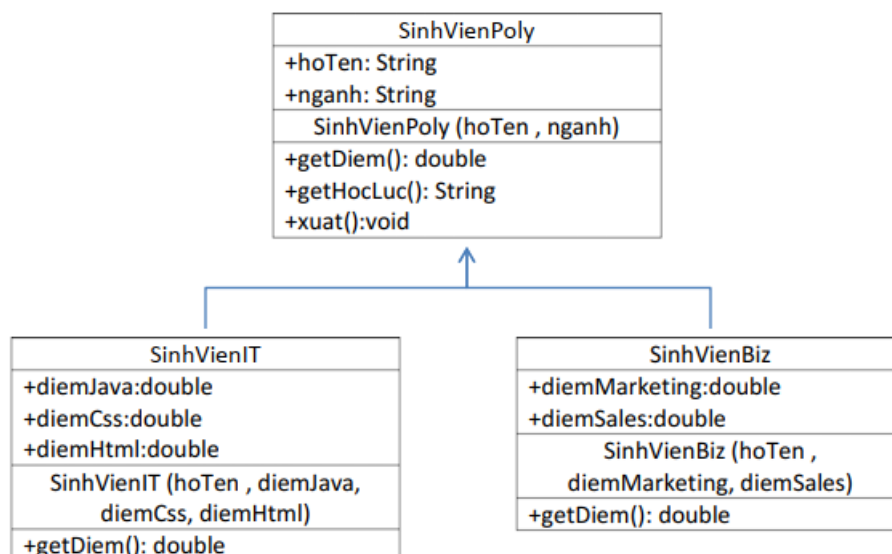 SinhVienPoly
+hoTen: String
+nganh: String
SinhVienPoly (hoTen , nganh)
+getDiem(): double
+getHocLuc(): String
+xuat():void
SinhVienIT
+diemJava:double
+diemCss:double
+diemHtml:double
SinhVienIT (hoTen , diemJava,
diemCss, diemHtml)
+getDiem(): double
SinhVienBiz
+diemMarketing:double
+diemSales:double
SinhVienBiz (hoTen ,
diemMarketing, diemSales)
+getDiem(): double